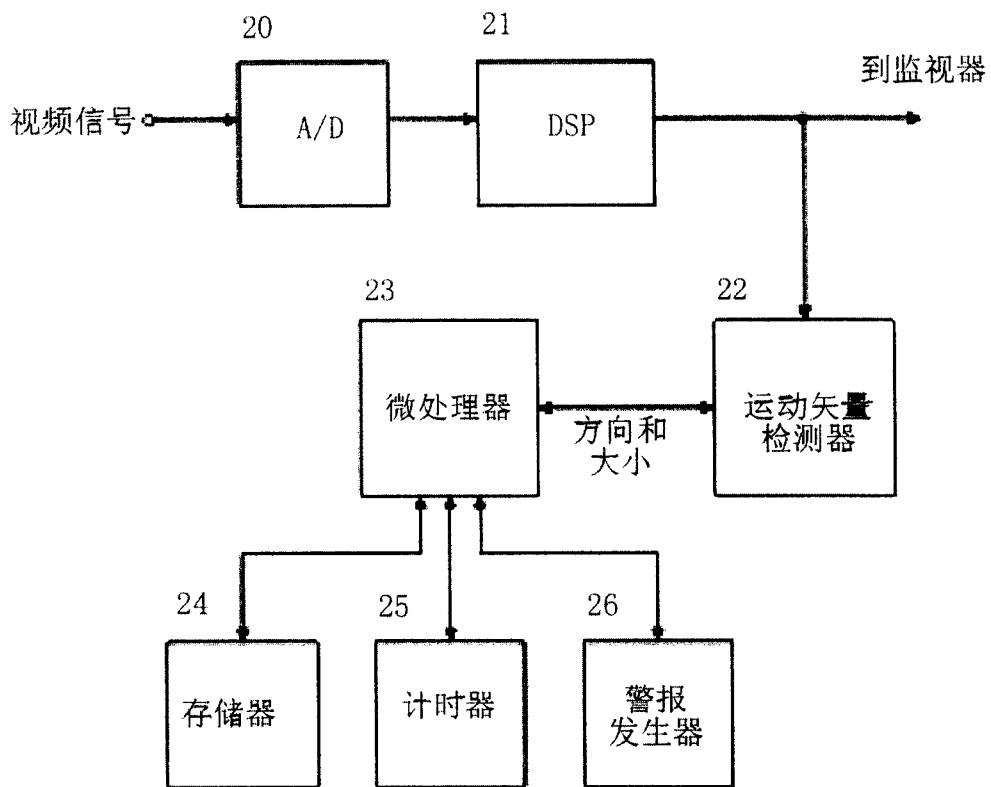 20
21
到监视器
视频信号
A/D
DSP
23
22
微处理器
方向和
大小
运动矢量
检测器
24
25
26
存储器
计时器
警报
发生器